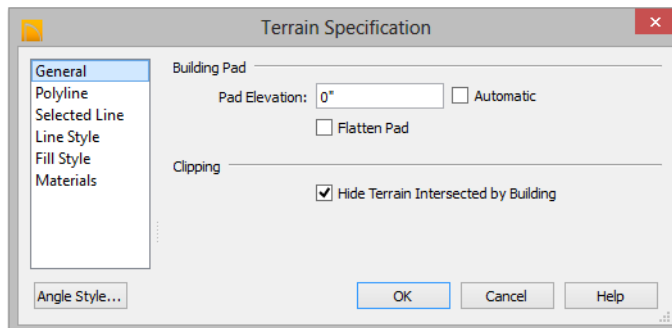 Terrain Specification
General
Polyline
Selected Line
Line Style
Fill Style
Materials
Building Pad
Pad Elevation: 0" Automatic
Flatten Pad
Clipping
Hide Terrain Intersected by Building
Angle Style... OK Cancel Help